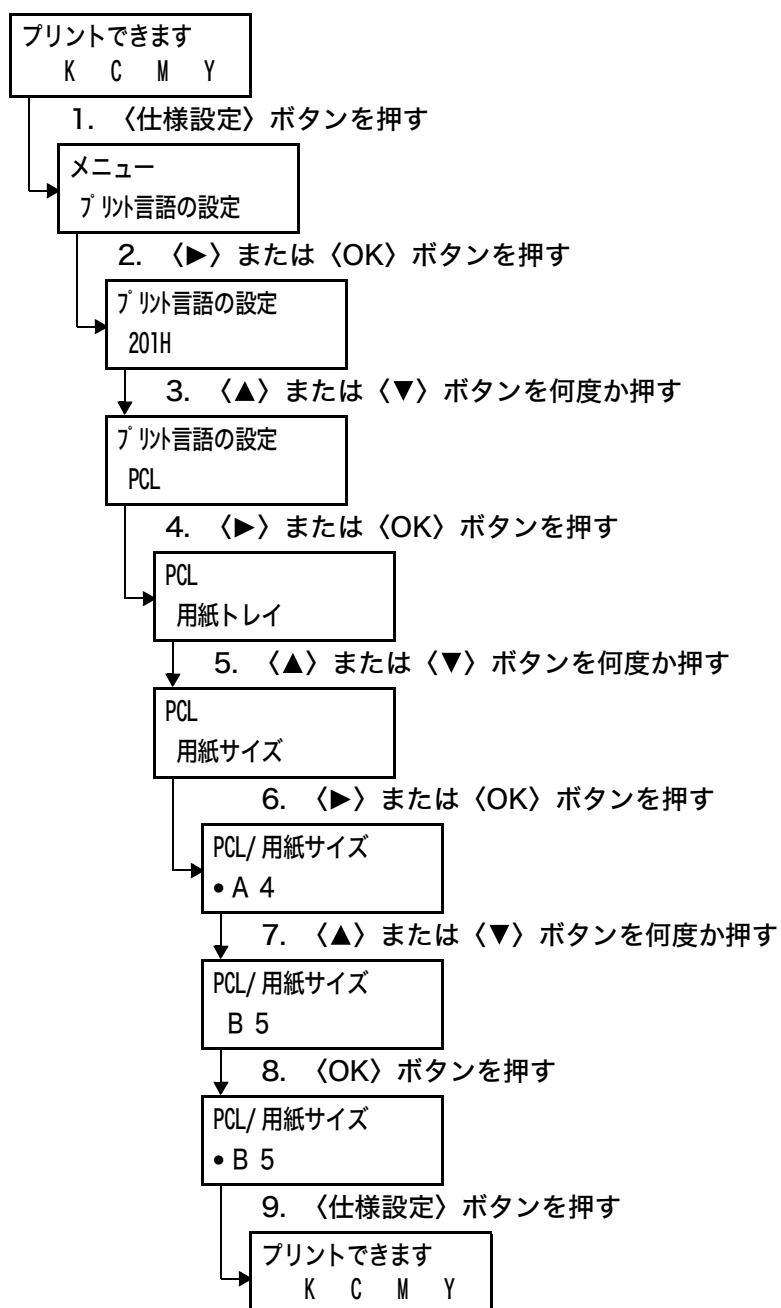 プリントできます
K C M Y
1. 〈仕様設定〉ボタンを押す
メニュー
プリント言語の設定
2. 〈▶〉または〈OK〉ボタンを押す
プリント言語の設定
201H
3. 〈▲〉または〈▼〉ボタンを何度か押す
プリント言語の設定
PCL
4. 〈▶〉または〈OK〉ボタンを押す
PCL
用紙トレイ
5. 〈▲〉または〈▼〉ボタンを何度か押す
PCL
用紙サイズ
6. 〈▶〉または〈OK〉ボタンを押す
PCL/ 用紙サイズ
• A 4
7. 〈▲〉または〈▼〉ボタンを何度か押す
PCL/ 用紙サイズ
B 5
8. 〈OK〉ボタンを押す
PCL/ 用紙サイズ
• B 5
9. 〈仕様設定〉ボタンを押す
プリントできます
K C M Y